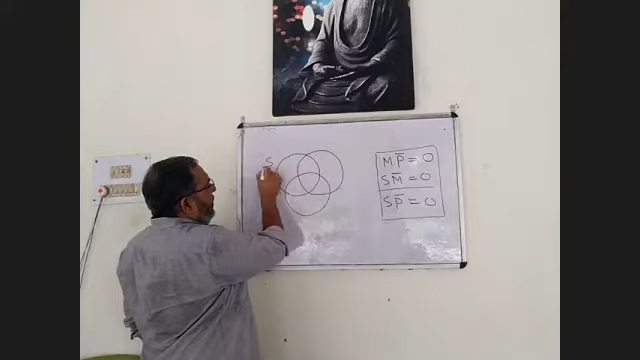 S
MP̅ = 0
SM̅ = 0
SP̅ = 0